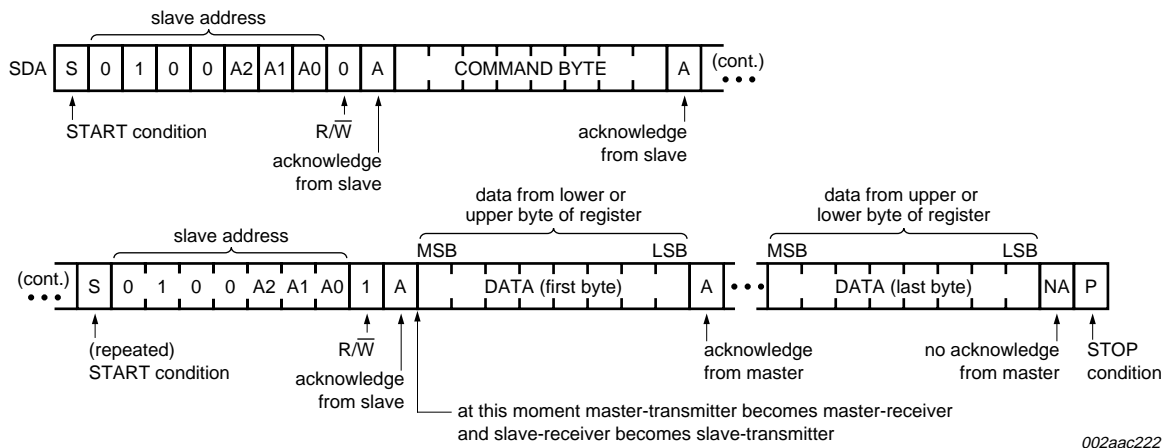 slave address
SDA S 0 1 0 0 A2 A1 A0 0 A COMMAND BYTE A (cont.)
START condition
R/W̅
acknowledge
from slave
acknowledge
from slave
data from lower or
upper byte of register
data from upper or
lower byte of register
slave address
MSB LSB MSB LSB
(cont.) S 0 1 0 0 A2 A1 A0 1 A DATA (first byte) A DATA (last byte) NA P
(repeated)
START condition
R/W̅
acknowledge
from slave
acknowledge
from master
no acknowledge
from master
STOP
condition
at this moment master-transmitter becomes master-receiver
and slave-receiver becomes slave-transmitter
002aac222